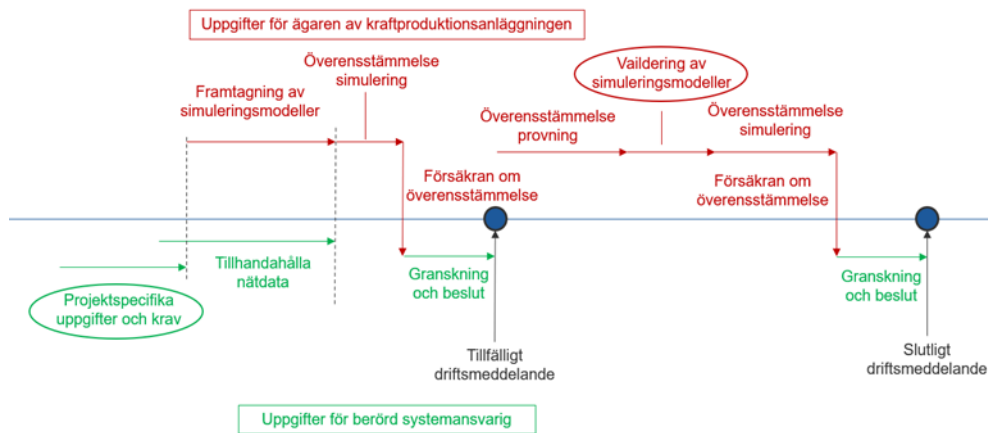 Uppgifter för ägaren av kraftproduktionsanläggningen
Överensstämmelse
simulering
Framtagning av
simuleringsmodeller
Vaildering av
simuleringsmodeller
Överensstämmelse
provning
Överensstämmelse
simulering
Försäkran om
överensstämmelse
Försäkran om
överensstämmelse
Tillhandahålla
nätdata
Projektspecifika
uppgifter och krav
Granskning
och beslut
Granskning
och beslut
Tillfälligt
driftsmeddelande
Slutligt
driftsmeddelande
Uppgifter för berörd systemansvarig